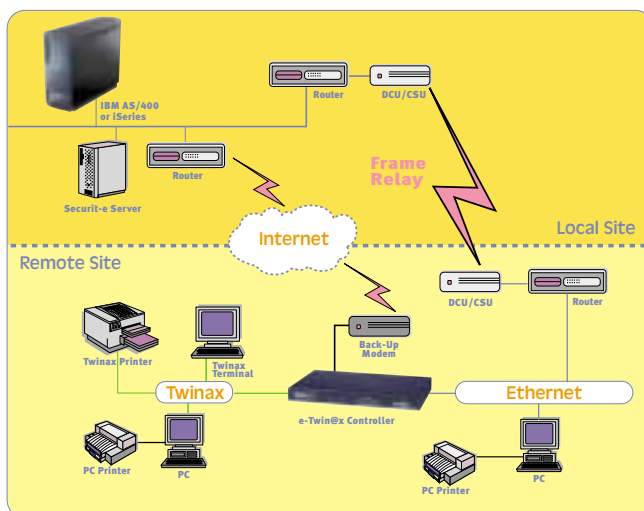 IBM AS/400
or iSeries
Router
DCU/CSU
Securit-e Server
Router
Frame
Relay
Internet
Local Site
Remote Site
DCU/CSU
Router
Twinax Printer
Twinax
Terminal
Back-Up
Modem
Twinax
e-Twin@x Controller
Ethernet
PC Printer
PC
PC Printer
PC